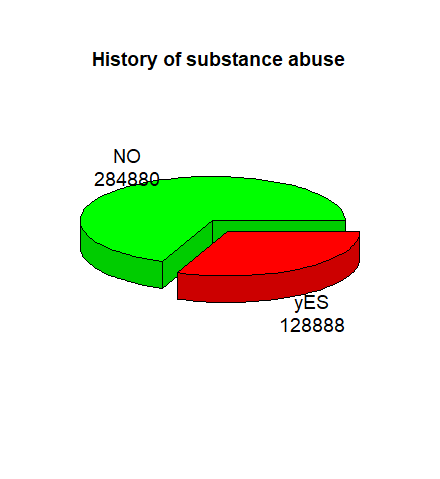 History of substance abuse
NO
284880
yES
128888